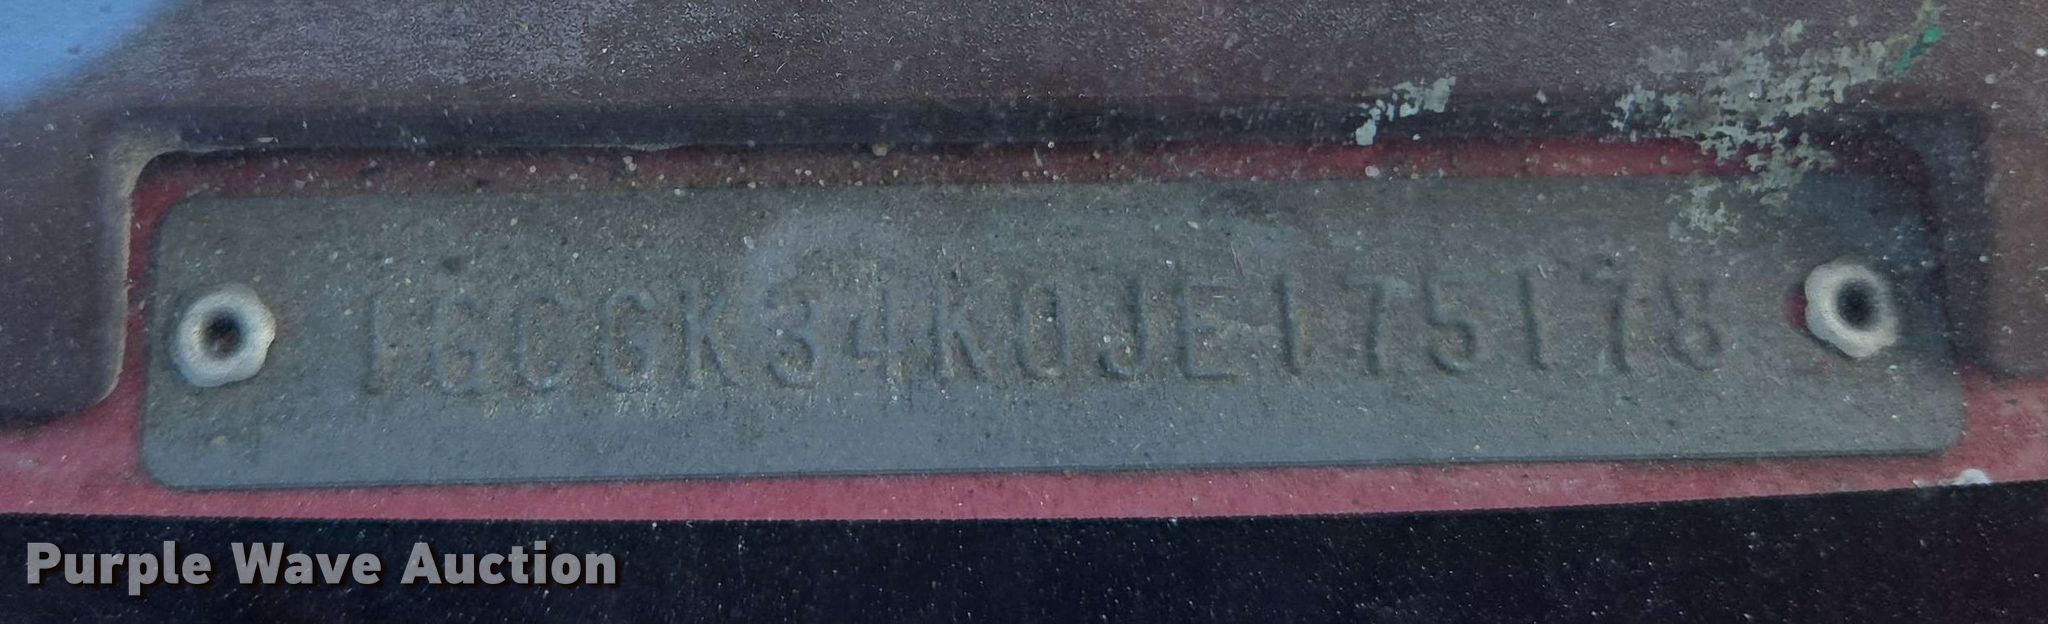 1GCGK34K0JE175178
Purple Wave Auction